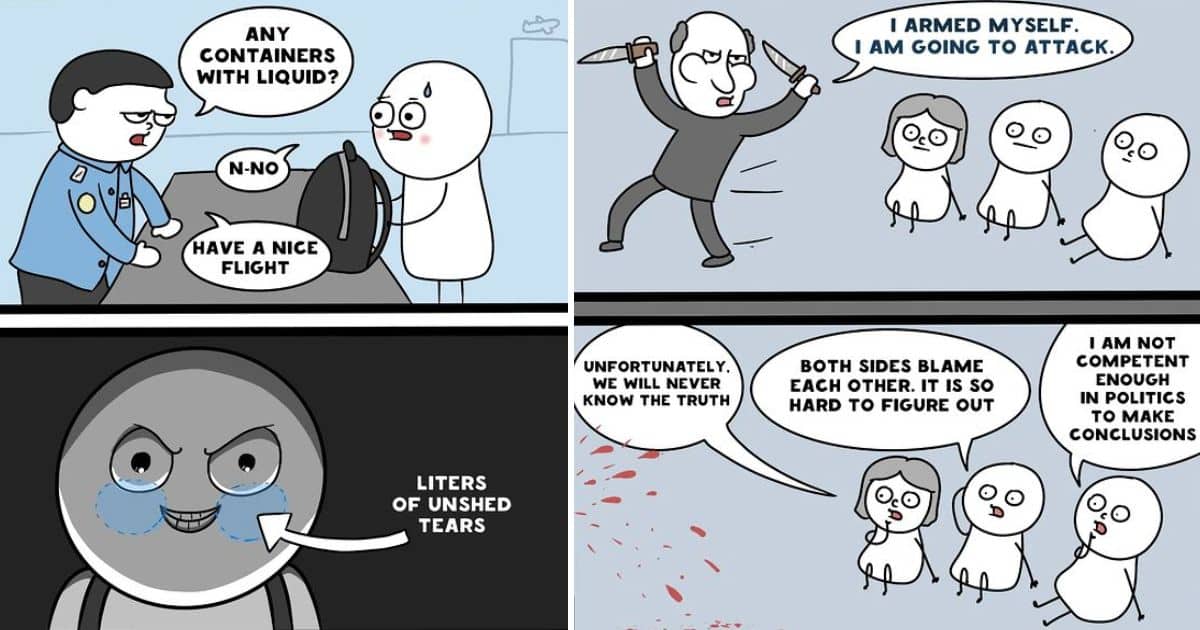 ANY
CONTAINERS
WITH LIQUID?
N-NO
HAVE A NICE
FLIGHT
LITERS
OF UNSHED
TEARS
I ARMED MYSELF.
I AM GOING TO ATTACK.
UNFORTUNATELY,
WE WILL NEVER
KNOW THE TRUTH
BOTH SIDES BLAME
EACH OTHER. IT IS SO
HARD TO FIGURE OUT
I AM NOT
COMPETENT
ENOUGH
IN POLITICS
TO MAKE
CONCLUSIONS